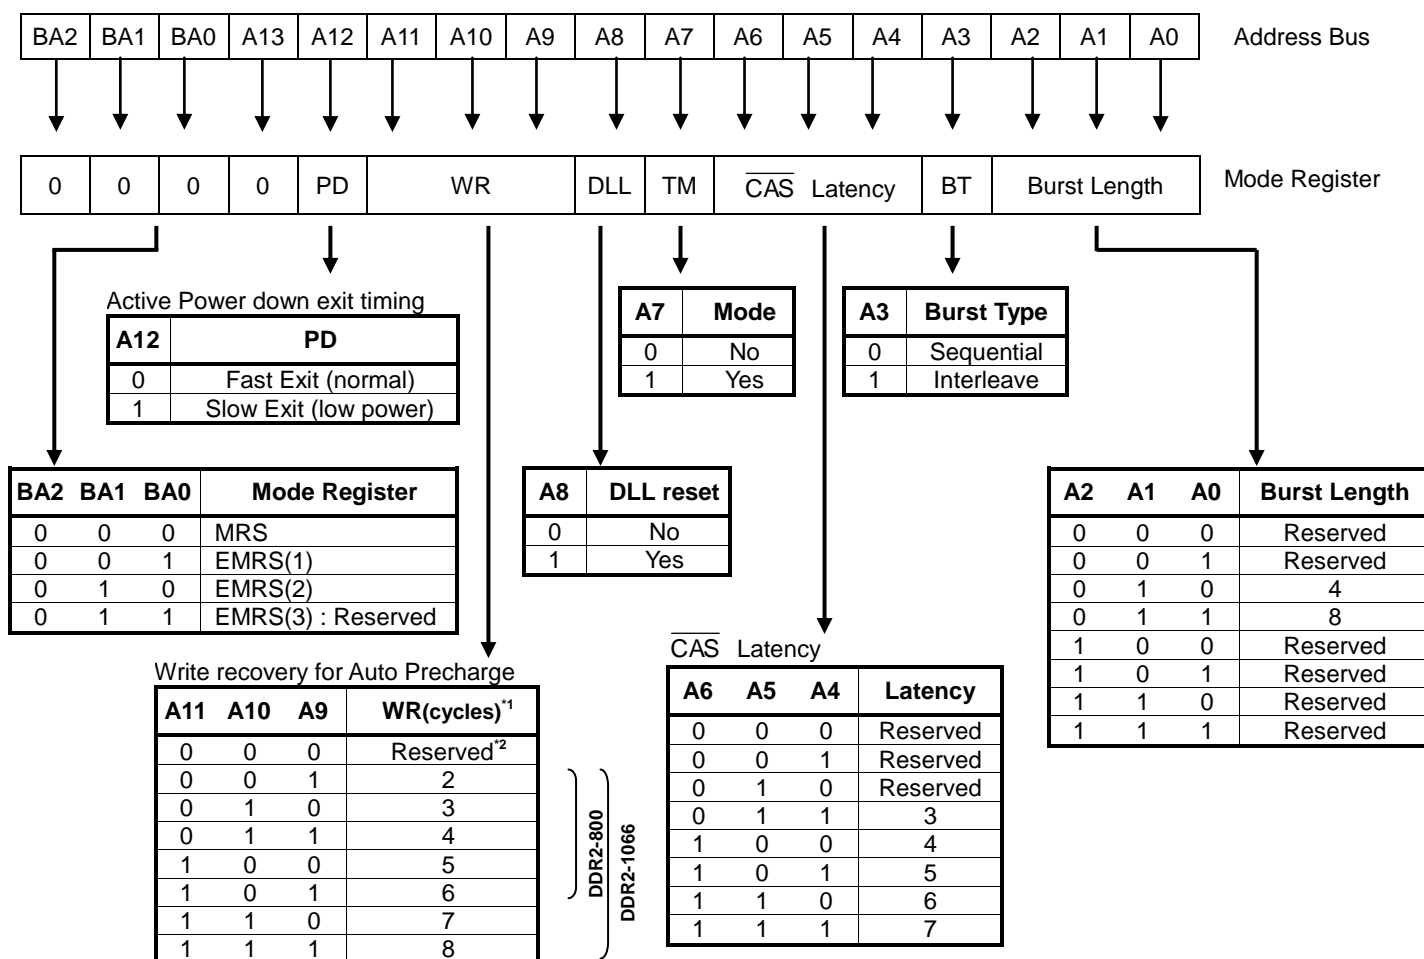 BA2 BA1 BA0 A13 A12 A11 A10 A9 A8 A7 A6 A5 A4 A3 A2 A1 A0 Address Bus
0 0 0 0 PD WR DLL TM CAS Latency BT Burst Length Mode Register
Active Power down exit timing
A12 PD
0 Fast Exit (normal)
1 Slow Exit (low power)
A7 Mode
0 No
1 Yes
A3 Burst Type
0 Sequential
1 Interleave
BA2 BA1 BA0 Mode Register
0 0 0 MRS
0 0 1 EMRS(1)
0 1 0 EMRS(2)
0 1 1 EMRS(3) : Reserved
A8 DLL reset
0 No
1 Yes
A2 A1 A0 Burst Length
0 0 0 Reserved
0 0 1 Reserved
0 1 0 4
0 1 1 8
1 0 0 Reserved
1 0 1 Reserved
1 1 0 Reserved
1 1 1 Reserved
Write recovery for Auto Precharge
A11 A10 A9 WR(cycles)*1
0 0 0 Reserved*2
0 0 1 2
0 1 0 3
0 1 1 4
1 0 0 5
1 0 1 6
1 1 0 7
1 1 1 8
DDR2-800
DDR2-1066
CAS Latency
A6 A5 A4 Latency
0 0 0 Reserved
0 0 1 Reserved
0 1 0 Reserved
0 1 1 3
1 0 0 4
1 0 1 5
1 1 0 6
1 1 1 7